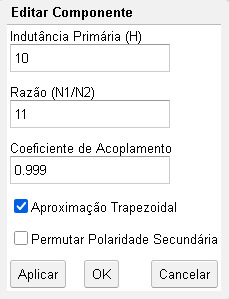 Editar Componente
Indutância Primária (H)
10
Razão (N1/N2)
11
Coeficiente de Acoplamento
0.999
Aproximação Trapezoidal
Permutar Polaridade Secundária
Aplicar OK Cancelar